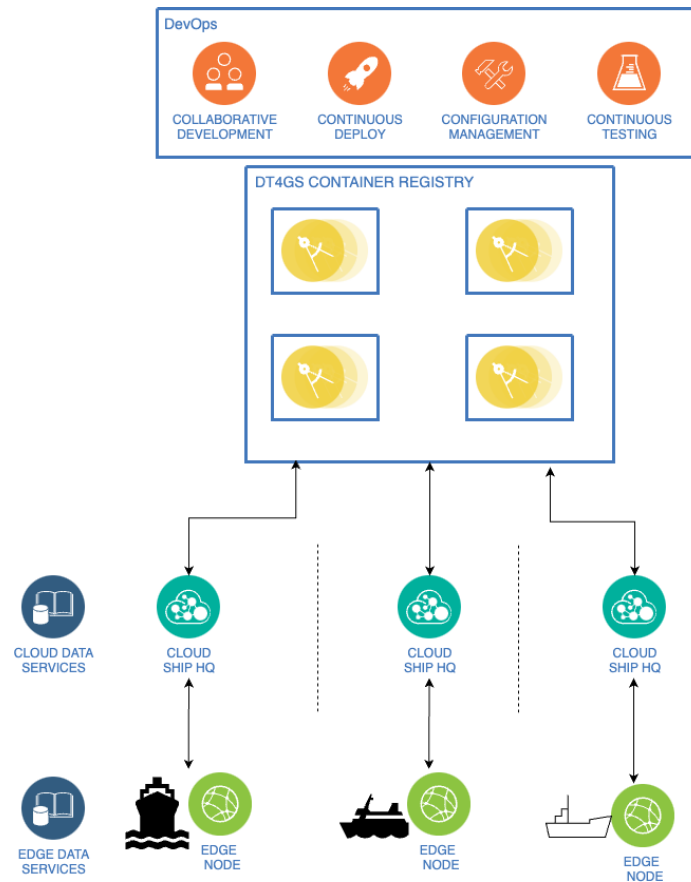 DevOps
COLLABORATIVE
DEVELOPMENT
CONTINUOUS
DEPLOY
CONFIGURATION
MANAGEMENT
CONTINUOUS
TESTING
DT4GS CONTAINER REGISTRY
CLOUD DATA
SERVICES
CLOUD
SHIP HQ
CLOUD
SHIP HQ
CLOUD
SHIP HQ
EDGE DATA
SERVICES
EDGE
NODE
EDGE
NODE
EDGE
NODE